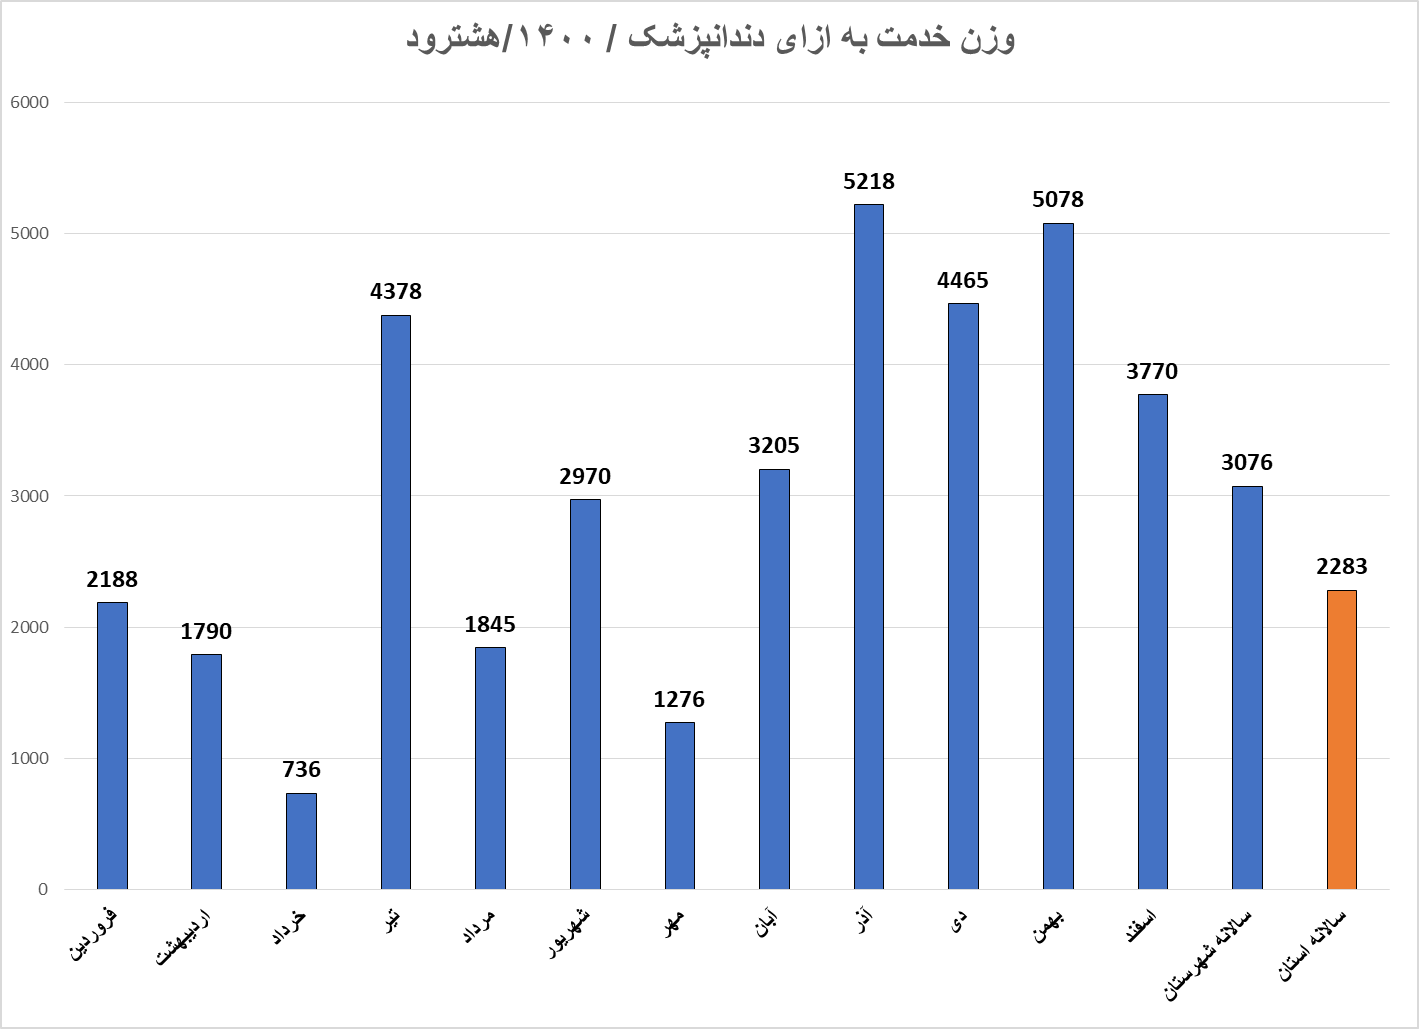 وزن خدمت به ازای دندانپزشک / ۱۴۰۰/هشترود
6000
5000
4000
3000
2000
1000
0
2188
1790
736
4378
1845
2970
1276
3205
5218
4465
5078
3770
3076
2283
فروردین
اردیبهشت
خرداد
تیر
مرداد
شهریور
مهر
آبان
آذر
دی
بهمن
اسفند
سالانه شهرستان
سالانه استان